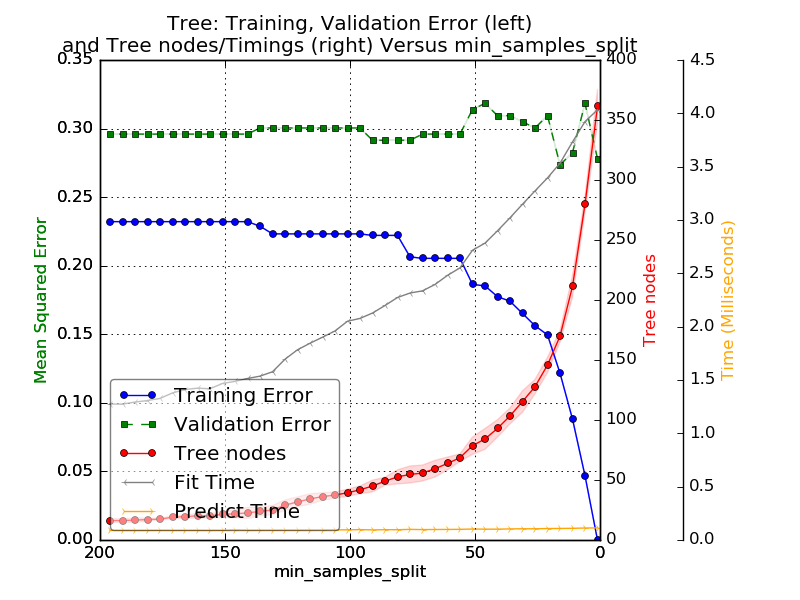 Tree: Training, Validation Error (left)
and Tree nodes/Timings (right) Versus min_samples_split
Mean Squared Error
0.35
0.30
0.25
0.20
0.15
0.10
0.05
0.00
Training Error
Validation Error
Tree nodes
Fit Time
Predict Time
200
150
100
50
0
min_samples_split
400
350
300
250
200
150
100
50
0
Tree nodes
4.5
4.0
3.5
3.0
2.5
2.0
1.5
1.0
0.5
0.0
Time (Milliseconds)